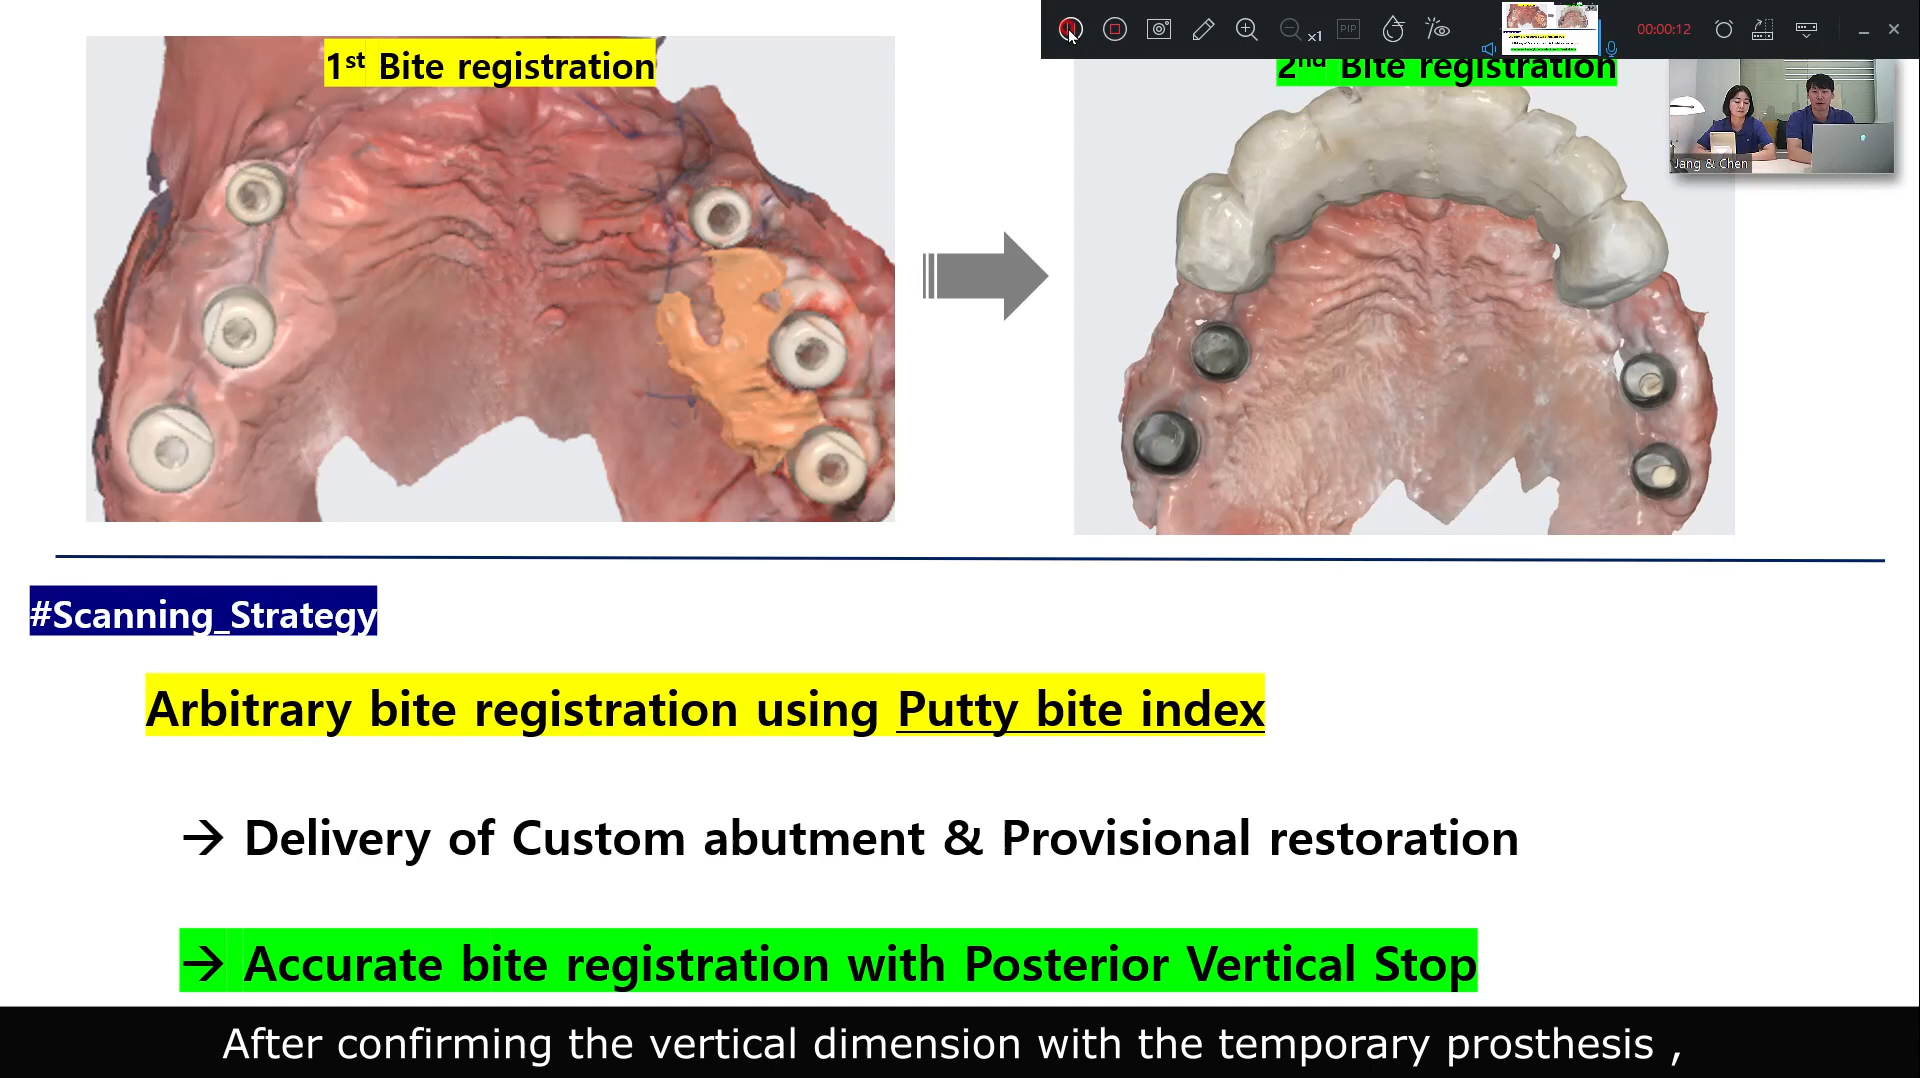 1st Bite registration
2nd Bite registration
x1
PIP
00:00:12
Jang & Chen
#Scanning_Strategy
Arbitrary bite registration using Putty bite index
→ Delivery of Custom abutment & Provisional restoration
→ Accurate bite registration with Posterior Vertical Stop
After confirming the vertical dimension with the temporary prosthesis ,